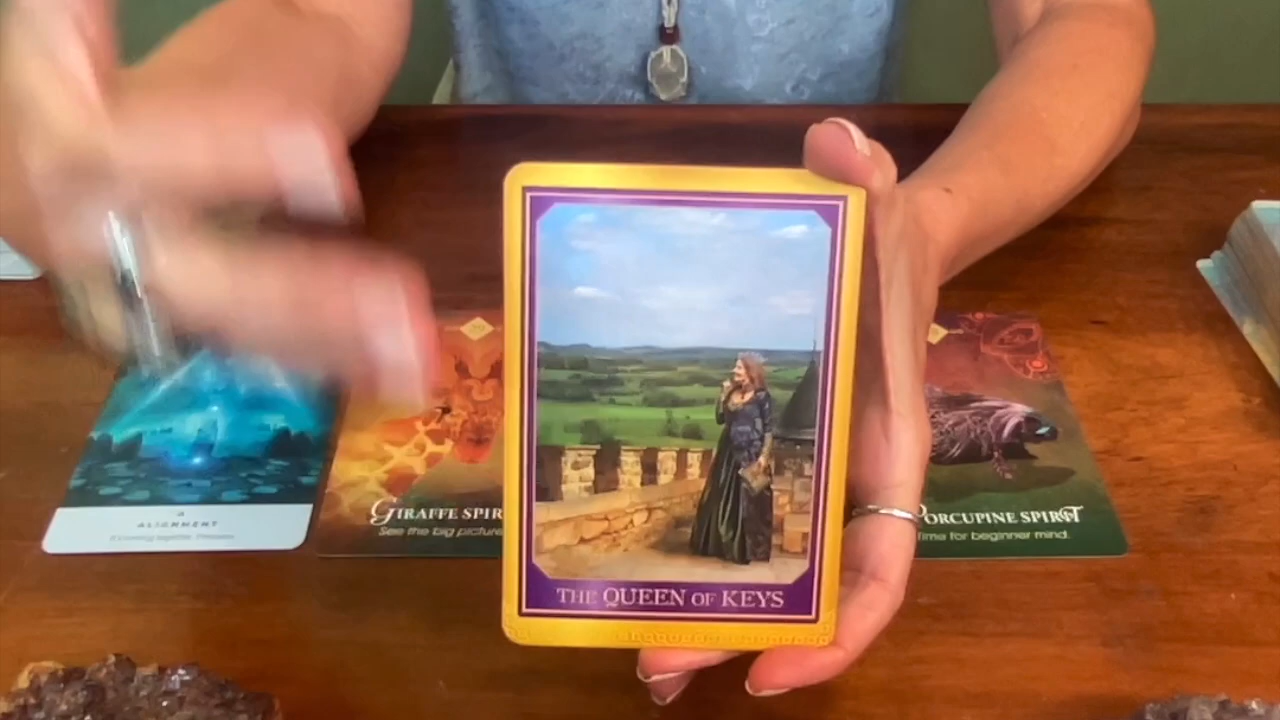 THE QUEEN OF KEYS
ALIGNMENT
GIRAFFE SPIR
See the big picture
PORCUPINE SPIRIT
Time for beginner mind.